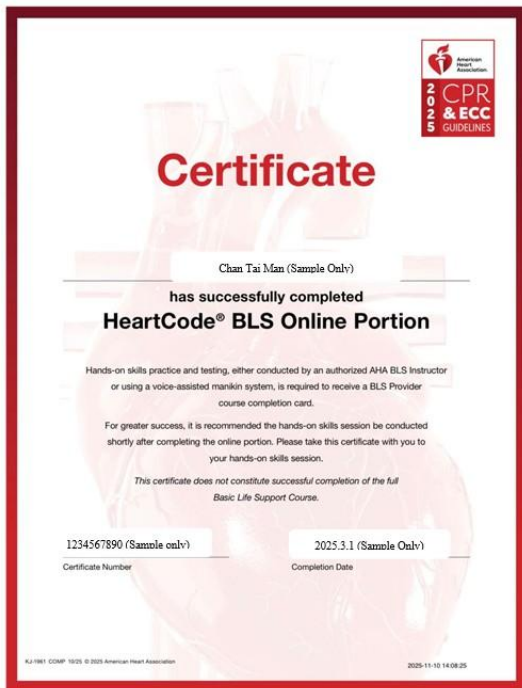 American
Heart
Association.
2025
CPR
& ECC
GUIDELINES
Certificate
Chan Tai Man (Sample Only)
has successfully completed
HeartCode® BLS Online Portion
Hands-on skills practice and testing, either conducted by an authorized AHA BLS Instructor
or using a voice-assisted manikin system, is required to receive a BLS Provider
course completion card.
For greater success, it is recommended the hands-on skills session be conducted
shortly after completing the online portion. Please take this certificate with you to
your hands-on skills session.
This certificate does not constitute successful completion of the full
Basic Life Support Course.
1234567890 (Sample only)
2025.3.1 (Sample Only)
Certificate Number
Completion Date
KJ-1961 COMP 10/25 © 2025 American Heart Association
2025-11-10 14:08:25